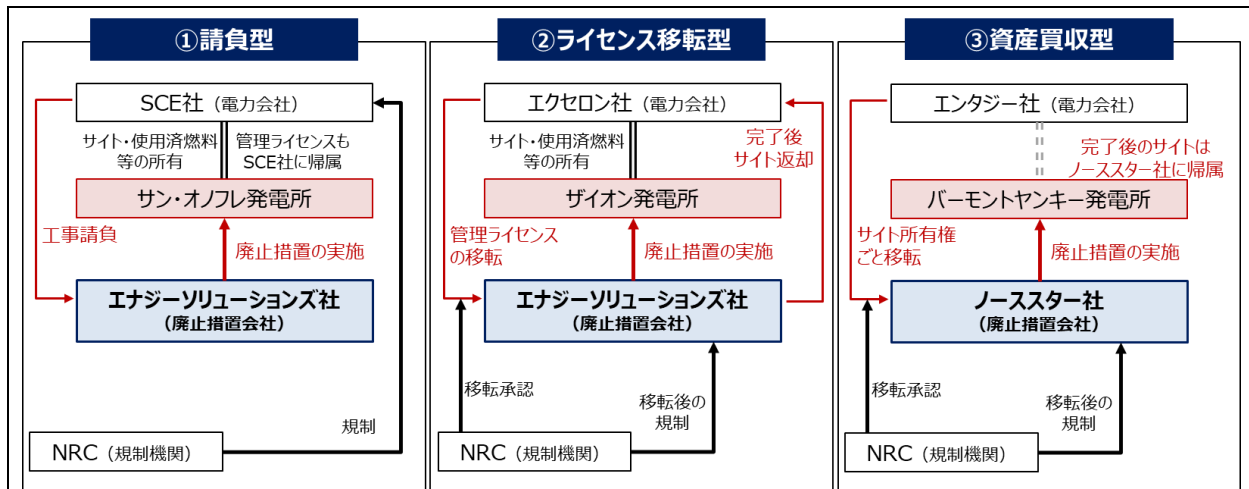 ①請負型
SCE社（電力会社）
サイト・使用済燃料
等の所有
管理ライセンスも
SCE社に帰属
サン・オノフレ発電所
工事請負
廃止措置の実施
エナジーソリューションズ社
（廃止措置会社）
規制
NRC（規制機関）
②ライセンス移転型
エクセロン社（電力会社）
サイト・使用済燃料
等の所有
完了後
サイト返却
ザイオン発電所
管理ライセンス
の移転
廃止措置の実施
エナジーソリューションズ社
（廃止措置会社）
移転承認
移転後の
規制
NRC（規制機関）
③資産買収型
エンタジー社（電力会社）
完了後のサイトは
ノーススター社に帰属
バーモントヤンキー発電所
サイト所有権
ごと移転
廃止措置の実施
ノーススター社
（廃止措置会社）
移転承認
移転後の
規制
NRC（規制機関）